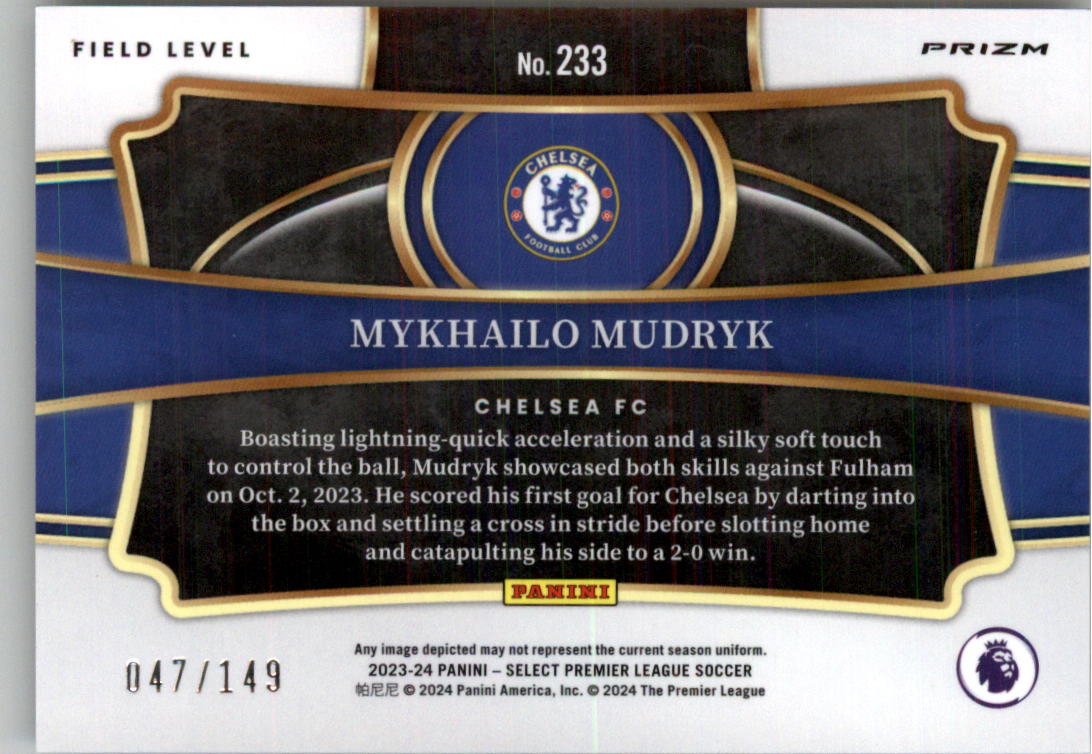 FIELD LEVEL
No. 233
PRIZM
CHELSEA
FOOTBALL CLUB
MYKHAILO MUDRYK
CHELSEA FC
Boasting lightning-quick acceleration and a silky soft touch
to control the ball, Mudryk showcased both skills against Fulham
on Oct. 2, 2023. He scored his first goal for Chelsea by darting into
the box and settling a cross in stride before slotting home
and catapulting his side to a 2-0 win.
PANINI
Any image depicted may not represent the current season uniform.
2023-24 PANINI – SELECT PREMIER LEAGUE SOCCER
帕尼尼 © 2024 Panini America, Inc. © 2024 The Premier League
047/149